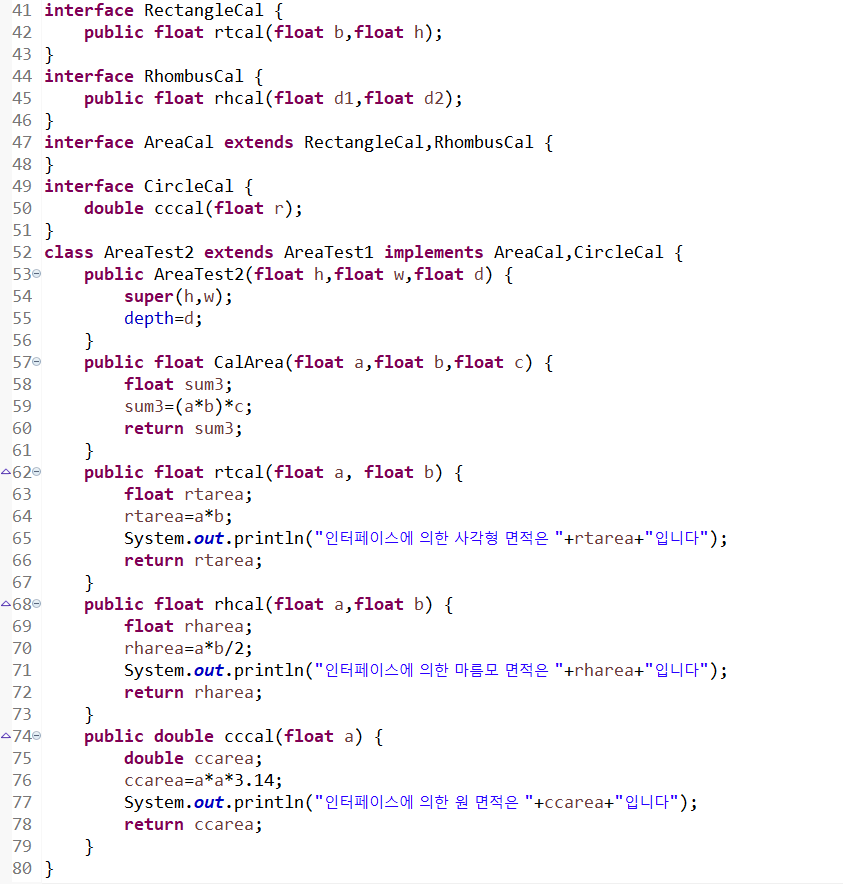 41 interface RectangleCal {
42     public float rtcal(float b,float h);
43 }
44 interface RhombusCal {
45     public float rhcal(float d1,float d2);
46 }
47 interface AreaCal extends RectangleCal,RhombusCal {
48 }
49 interface CircleCal {
50     double cccal(float r);
51 }
52 class AreaTest2 extends AreaTest1 implements AreaCal,CircleCal {
53     public AreaTest2(float h,float w,float d) {
54         super(h,w);
55         depth=d;
56     }
57     public float CalArea(float a,float b,float c) {
58         float sum3;
59         sum3=(a*b)*c;
60         return sum3;
61     }
62     public float rtcal(float a, float b) {
63         float rtarea;
64         rtarea=a*b;
65         System.out.println("인터페이스에 의한 사각형 면적은 "+rtarea+"입니다");
66         return rtarea;
67     }
68     public float rhcal(float a,float b) {
69         float rharea;
70         rharea=a*b/2;
71         System.out.println("인터페이스에 의한 마름모 면적은 "+rharea+"입니다");
72         return rharea;
73     }
74     public double cccal(float a) {
75         double ccarea;
76         ccarea=a*a*3.14;
77         System.out.println("인터페이스에 의한 원 면적은 "+ccarea+"입니다");
78         return ccarea;
79     }
80 }